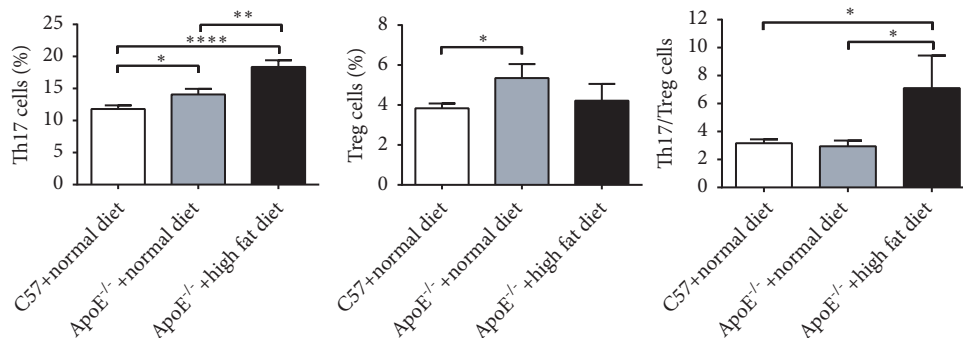 Th17 cells (%)
25
20
15
10
5
0
*
****
**
C57+normal diet
ApoE-/- +normal diet
ApoE-/- +high fat diet
Treg cells (%)
8
6
4
2
0
*
C57+normal diet
ApoE-/- +normal diet
ApoE-/- +high fat diet
Th17/Treg cells
12
10
8
6
4
2
0
*
*
C57+normal diet
ApoE-/- +normal diet
ApoE-/- +high fat diet